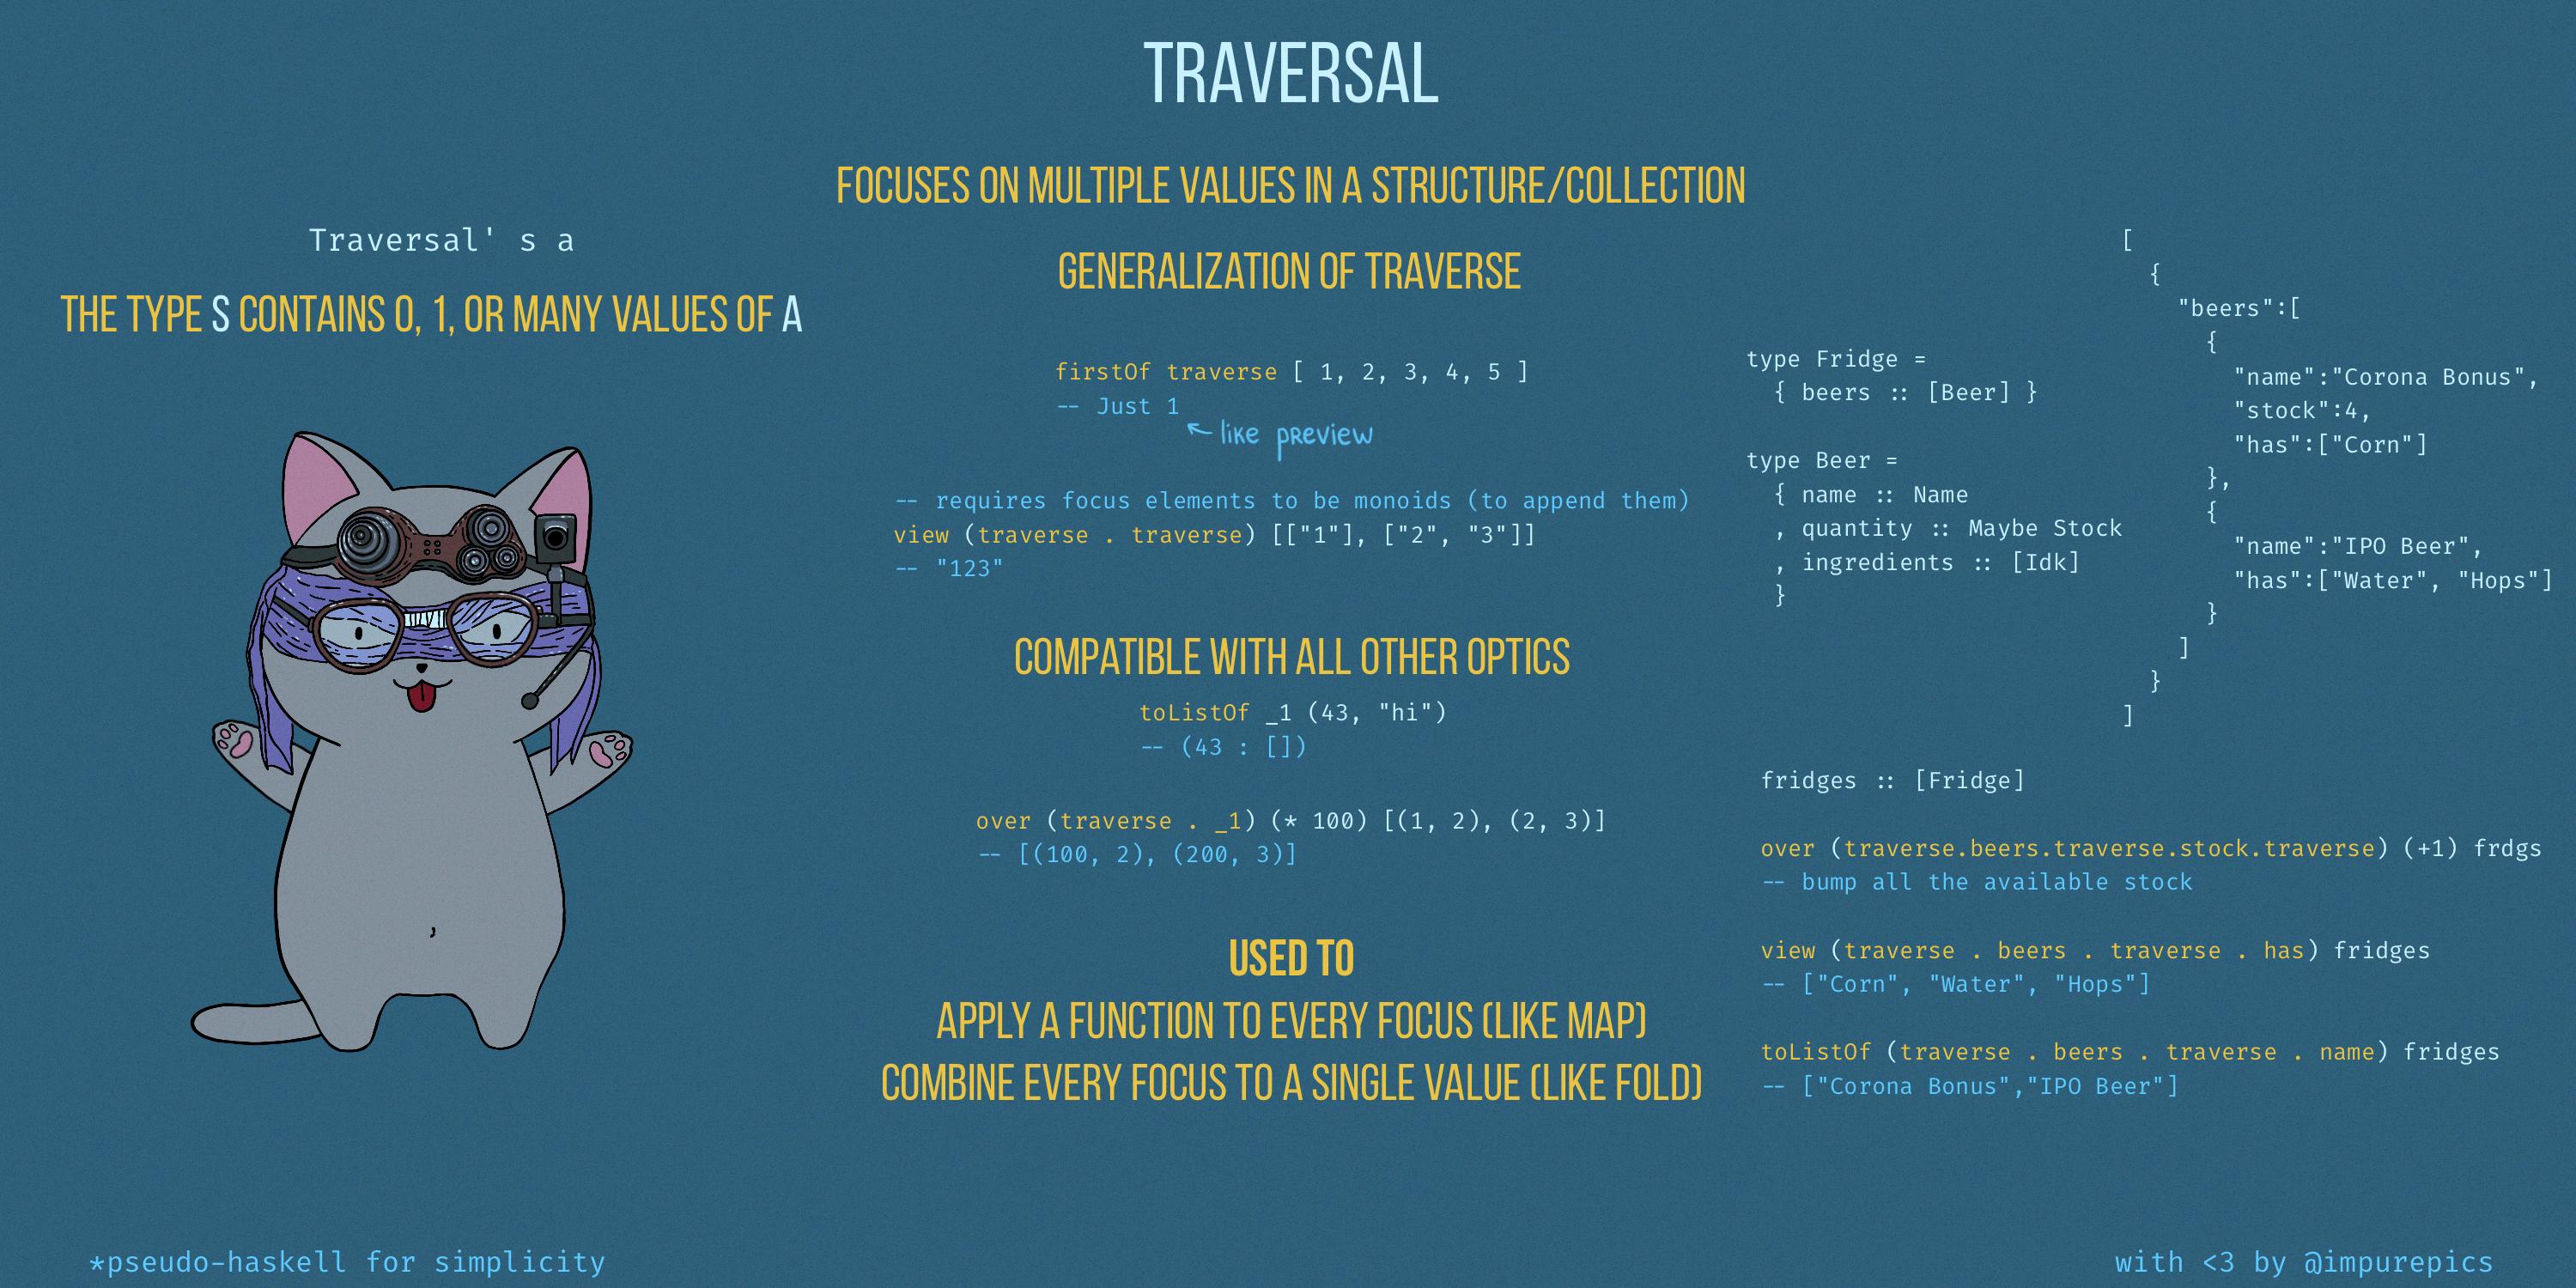 TRAVERSAL
Traversal' s a
THE TYPE S CONTAINS 0, 1, OR MANY VALUES OF A
FOCUSES ON MULTIPLE VALUES IN A STRUCTURE/COLLECTION
GENERALIZATION OF TRAVERSE
firstOf traverse [ 1, 2, 3, 4, 5 ]
-- Just 1
like preview
-- requires focus elements to be monoids (to append them)
view (traverse . traverse) [["1"], ["2", "3"]]
-- "123"
COMPATIBLE WITH ALL OTHER OPTICS
toListOf _1 (43, "hi")
-- (43 : [])
over (traverse . _1) (* 100) [(1, 2), (2, 3)]
-- [(100, 2), (200, 3)]
USED TO
APPLY A FUNCTION TO EVERY FOCUS (LIKE MAP)
COMBINE EVERY FOCUS TO A SINGLE VALUE (LIKE FOLD)
type Fridge =
{ beers :: [Beer] }
type Beer =
{ name :: Name
, quantity :: Maybe Stock
, ingredients :: [Idk]
}
[
{
"beers":[
{
"name":"Corona Bonus",
"stock":4,
"has":["Corn"]
},
{
"name":"IPO Beer",
"has":["Water", "Hops"]
}
]
}
]
fridges :: [Fridge]
over (traverse.beers.traverse.stock.traverse) (+1) frdgs
-- bump all the available stock
view (traverse . beers . traverse . has) fridges
-- ["Corn", "Water", "Hops"]
toListOf (traverse . beers . traverse . name) fridges
-- ["Corona Bonus","IPO Beer"]
*pseudo-haskell for simplicity
with <3 by @impurepics